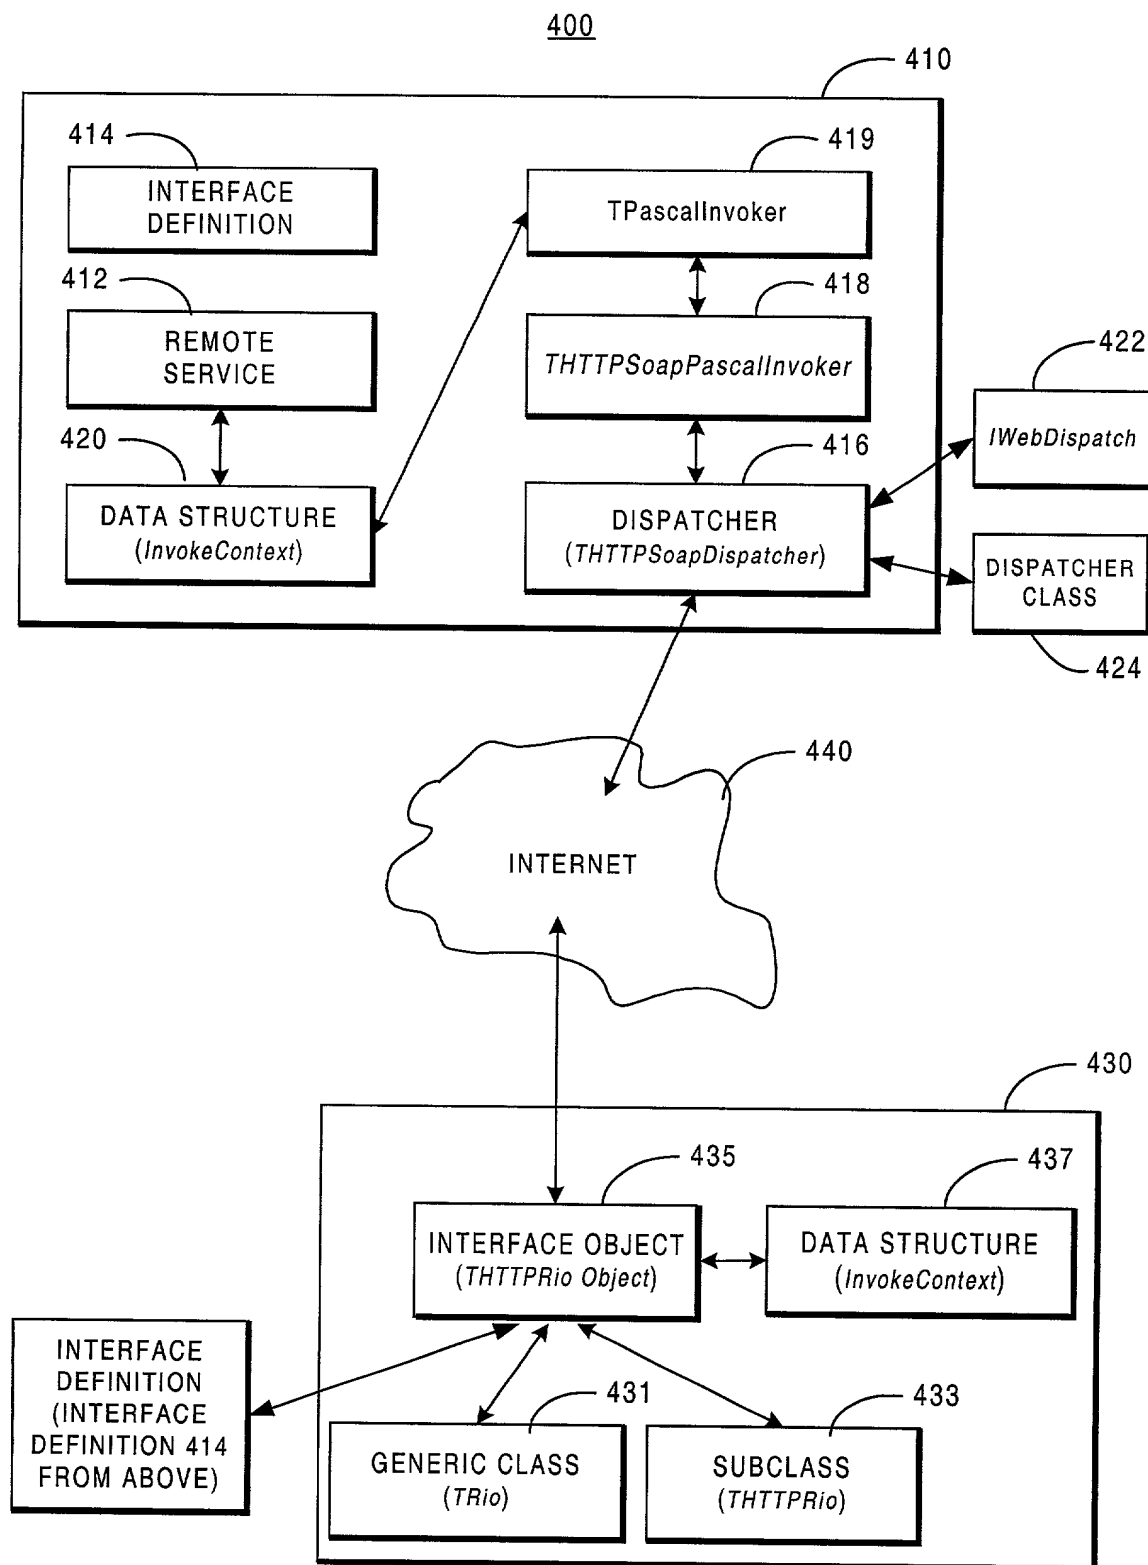 400
410
414
INTERFACE
DEFINITION
419
TPascalInvoker
412
REMOTE
SERVICE
418
THTTPSoapPascalInvoker
422
IWebDispatch
420
DATA STRUCTURE
(InvokeContext)
416
DISPATCHER
(THTTPSoapDispatcher)
DISPATCHER
CLASS
424
440
INTERNET
430
435
INTERFACE OBJECT
(THTTPRio Object)
437
DATA STRUCTURE
(InvokeContext)
INTERFACE
DEFINITION
(INTERFACE
DEFINITION 414
FROM ABOVE)
431
GENERIC CLASS
(TRio)
433
SUBCLASS
(THTTPRio)